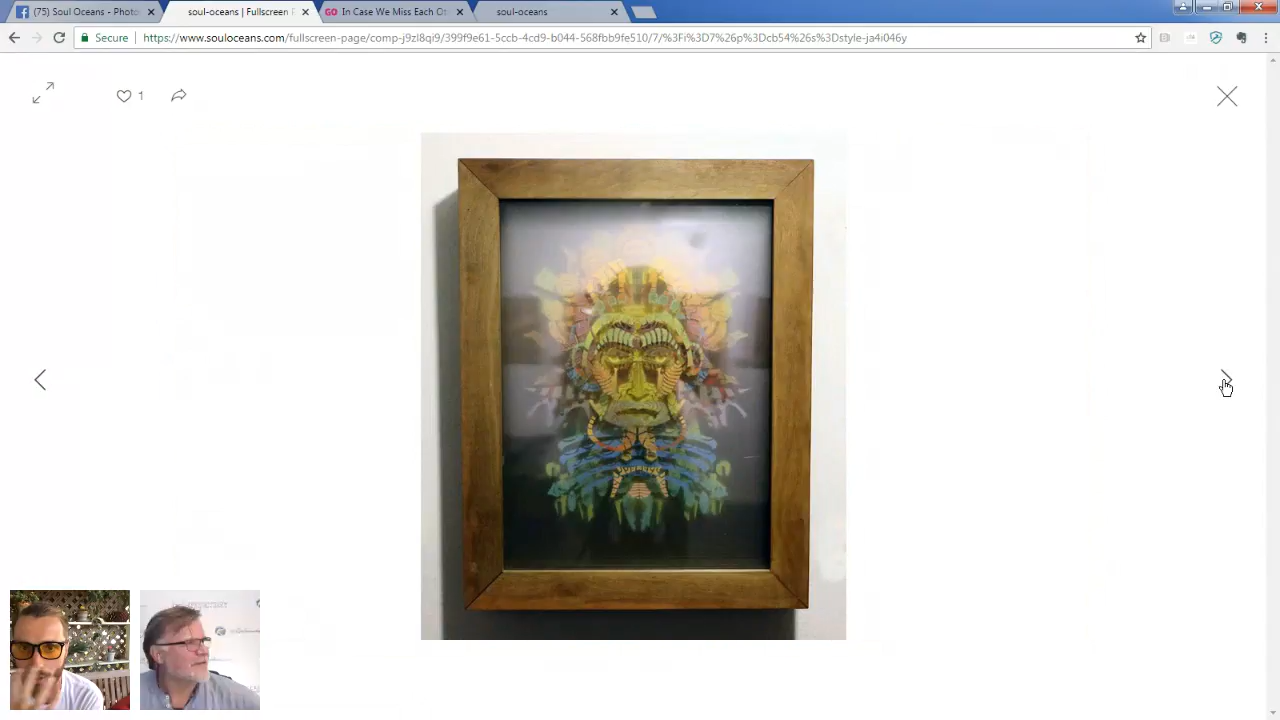 (75) Soul Oceans - Photo
soul-oceans | Fullscreen P
GO In Case We Miss Each Ot
soul-oceans
Secure
https://www.souloceans.com/fullscreen-page/comp-j9zl8qi9/399f9e61-5ccb-4cd9-b044-568fbb9fe510/7/%3Fi%3D7%26p%3Dcb54%26s%3Dstyle-ja4i046y
1